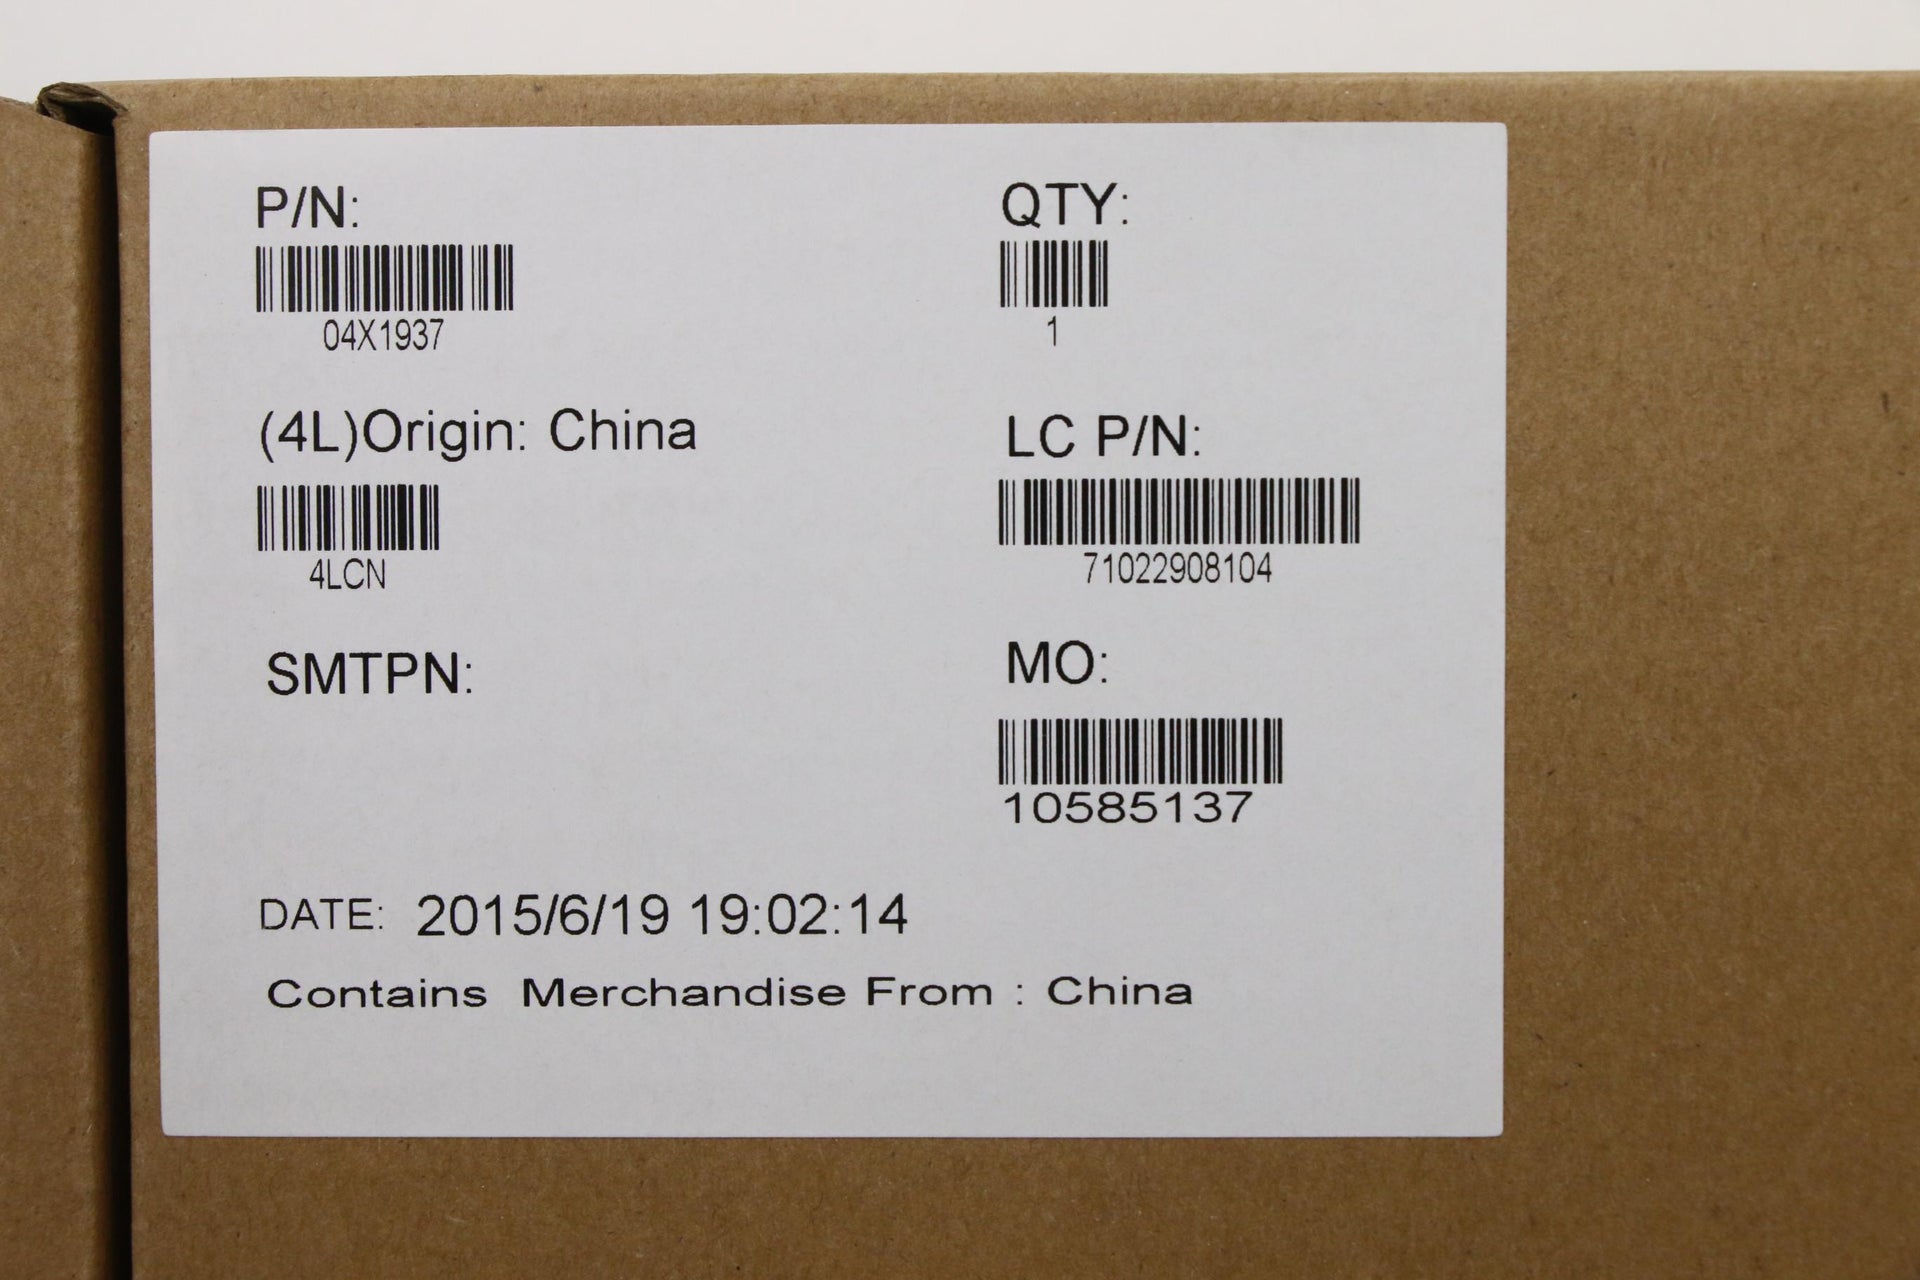 P/N:
04X1937
QTY:
1
(4L)Origin: China
4LCN
LC P/N:
71022908104
SMTPN:
MO:
10585137
DATE: 2015/6/19 19:02:14
Contains Merchandise From : China